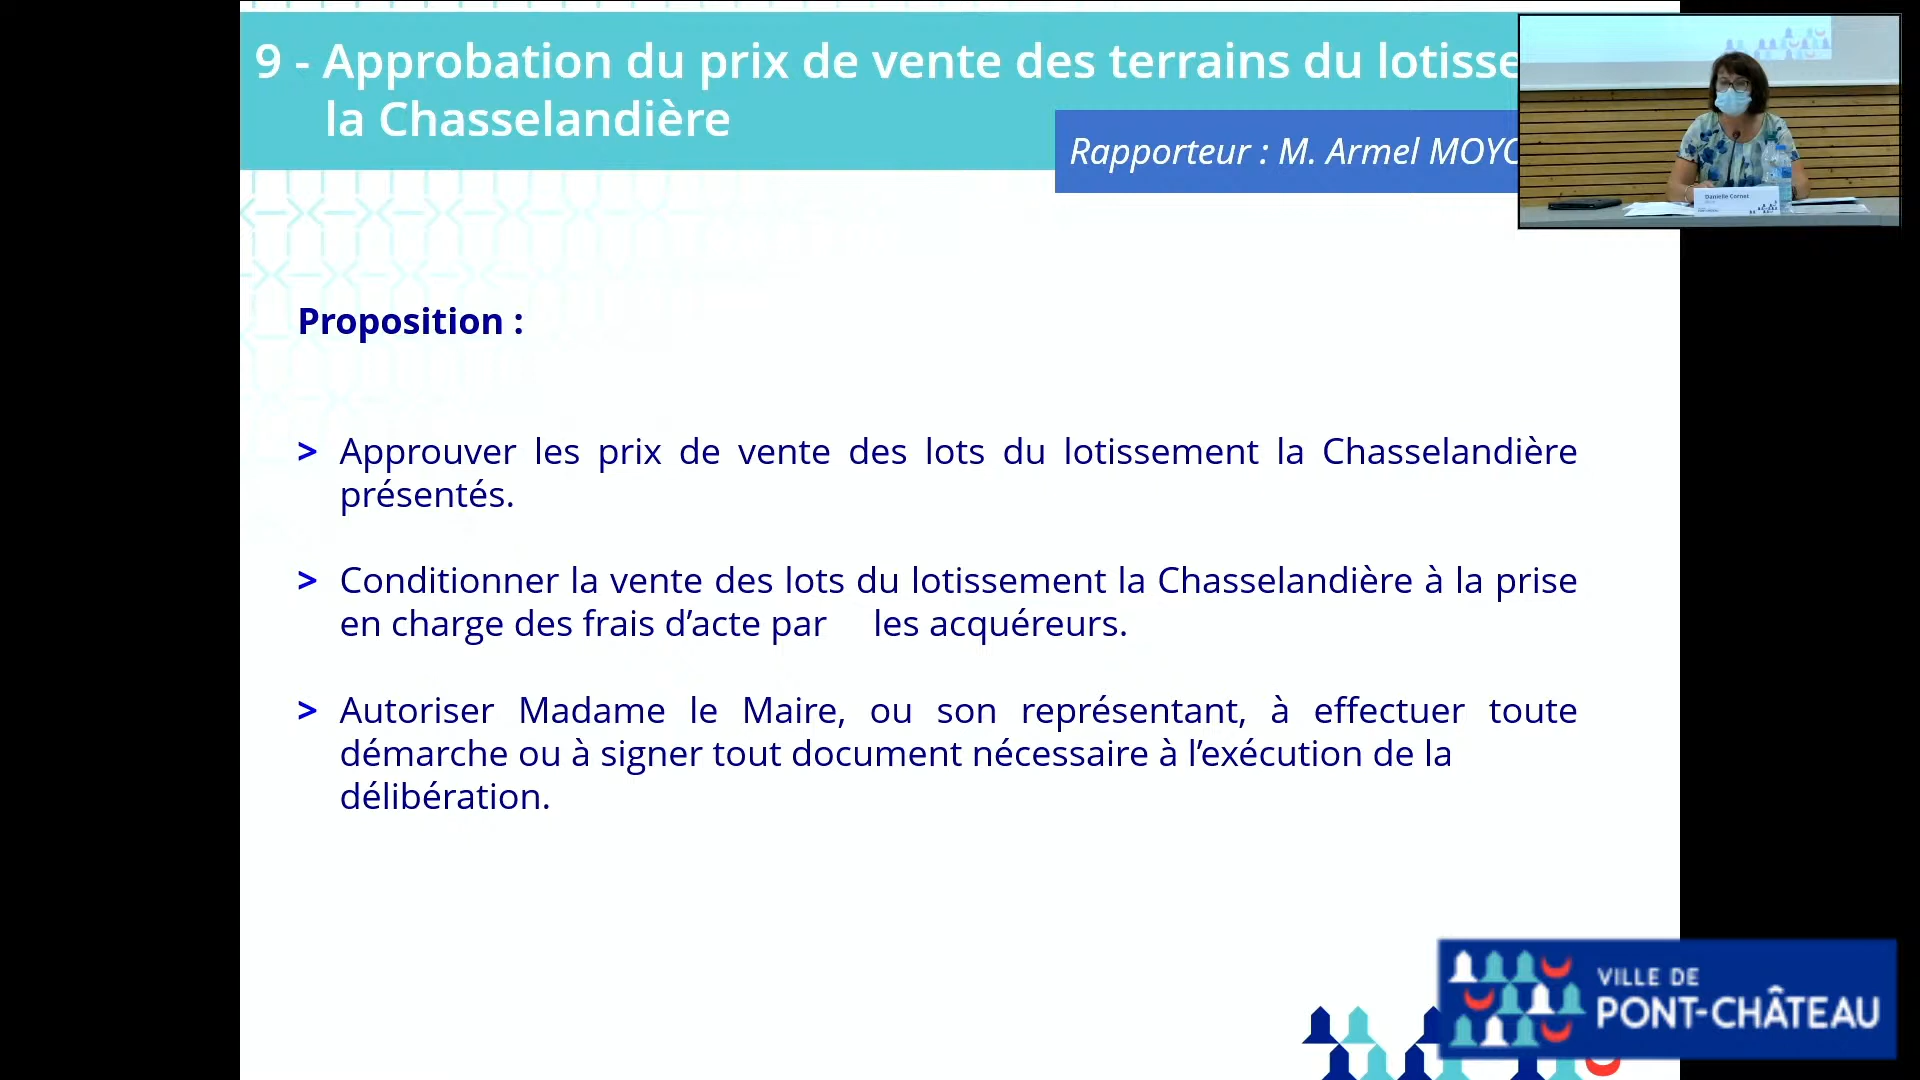 9 - Approbation du prix de vente des terrains du lotisse
la Chasselandière
Rapporteur : M. Armel MOYO
Danielle Cornet
Proposition :
> Approuver les prix de vente des lots du lotissement la Chasselandière
présentés.
> Conditionner la vente des lots du lotissement la Chasselandière à la prise
en charge des frais d’acte par les acquéreurs.
> Autoriser Madame le Maire, ou son représentant, à effectuer toute
démarche ou à signer tout document nécessaire à l’exécution de la
délibération.
VILLE DE
PONT-CHÂTEAU